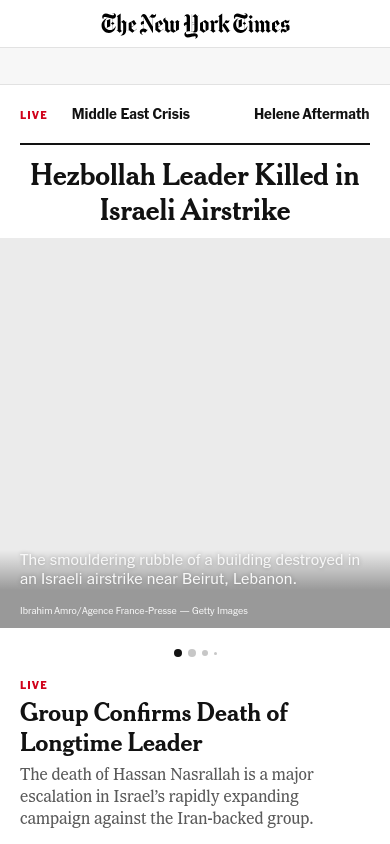 The New York Times
LIVE
Middle East Crisis
Helene Aftermath
Hezbollah Leader Killed in
Israeli Airstrike
The smouldering rubble of a building destroyed in
an Israeli airstrike near Beirut, Lebanon.
Ibrahim Amro/Agence France-Presse — Getty Images
LIVE
Group Confirms Death of
Longtime Leader
The death of Hassan Nasrallah is a major
escalation in Israel’s rapidly expanding
campaign against the Iran-backed group.